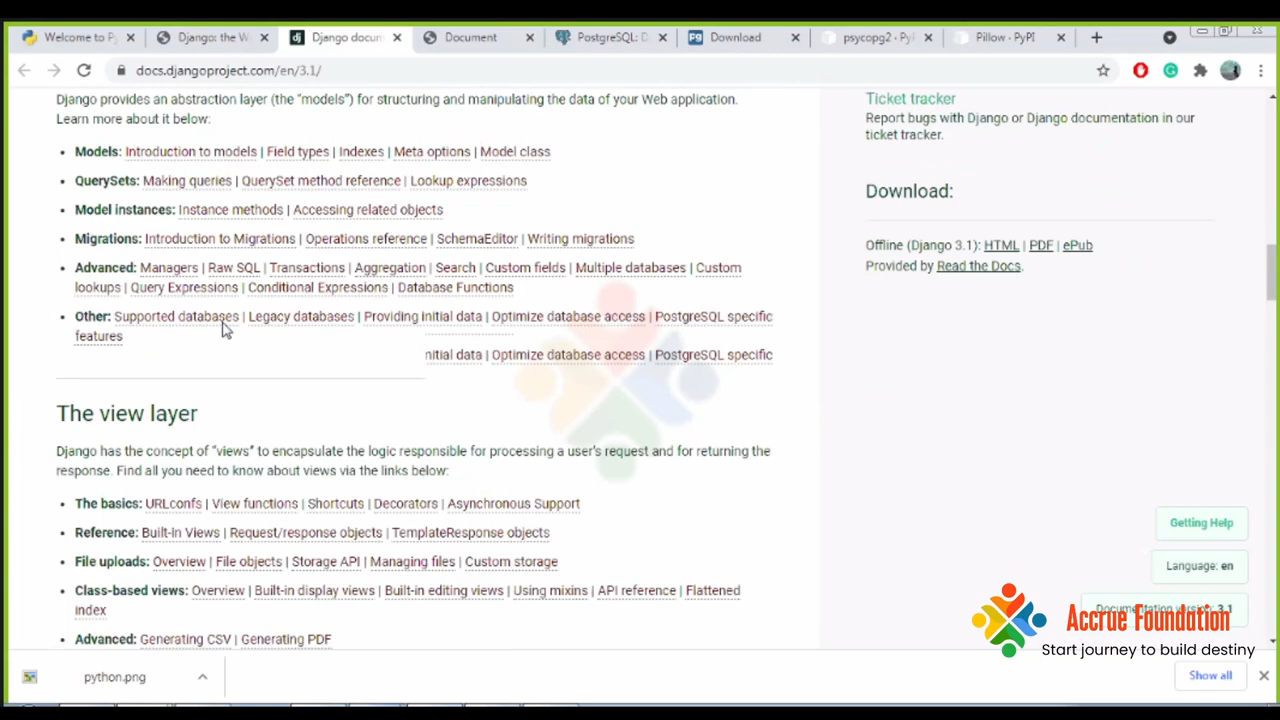 Welcome to Py
Django: the W
dj Django docum
Document
PostgreSQL: D
Download
psycopg2 - PyP
Pillow - PyPI
docs.djangoproject.com/en/3.1/
Django provides an abstraction layer (the “models”) for structuring and manipulating the data of your Web application.
Learn more about it below:
• Models: Introduction to models | Field types | Indexes | Meta options | Model class
• QuerySets: Making queries | QuerySet method reference | Lookup expressions
• Model instances: Instance methods | Accessing related objects
• Migrations: Introduction to Migrations | Operations reference | SchemaEditor | Writing migrations
• Advanced: Managers | Raw SQL | Transactions | Aggregation | Search | Custom fields | Multiple databases | Custom
lookups | Query Expressions | Conditional Expressions | Database Functions
• Other: Supported databases | Legacy databases | Providing initial data | Optimize database access | PostgreSQL specific
features
nitial data | Optimize database access | PostgreSQL specific
The view layer
Django has the concept of “views” to encapsulate the logic responsible for processing a user's request and for returning the
response. Find all you need to know about views via the links below:
• The basics: URLconfs | View functions | Shortcuts | Decorators | Asynchronous Support
• Reference: Built-in Views | Request/response objects | TemplateResponse objects
• File uploads: Overview | File objects | Storage API | Managing files | Custom storage
• Class-based views: Overview | Built-in display views | Built-in editing views | Using mixins | API reference | Flattened
index
• Advanced: Generating CSV | Generating PDF
Ticket tracker
Report bugs with Django or Django documentation in our
ticket tracker.
Download:
Offline (Django 3.1): HTML | PDF | ePub
Provided by Read the Docs.
Getting Help
Language: en
Documentation version: 3.1
Accrue Foundation
Start journey to build destiny
python.png
Show all